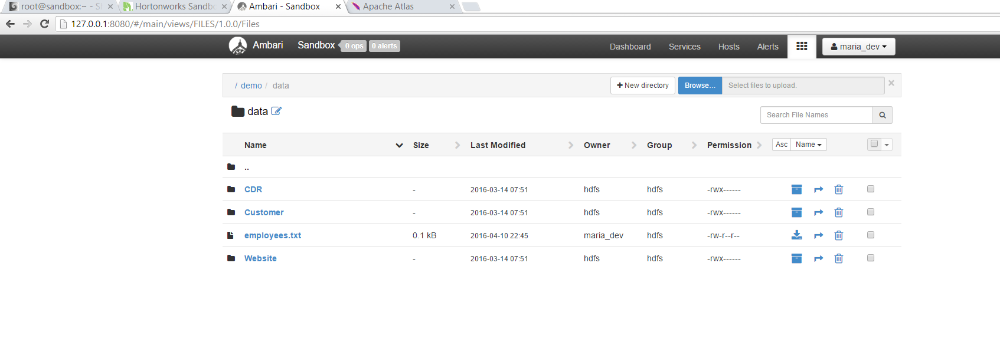 root@sandbox:~ - S
Hortonworks Sandbo
Ambari - Sandbox
Apache Atlas
127.0.0.1:8080/#/main/views/FILES/1.0.0/Files
Ambari Sandbox 0 ops 0 alerts Dashboard Services Hosts Alerts maria_dev
/ demo / data New directory Browse... Select files to upload.
data
Search File Names
Name Size Last Modified Owner Group Permission Asc Name
..
CDR - 2016-03-14 07:51 hdfs hdfs -rwx------
Customer - 2016-03-14 07:51 hdfs hdfs -rwx------
employees.txt 0.1 kB 2016-04-10 22:45 maria_dev hdfs -rw-r--r--
Website - 2016-03-14 07:51 hdfs hdfs -rwx------